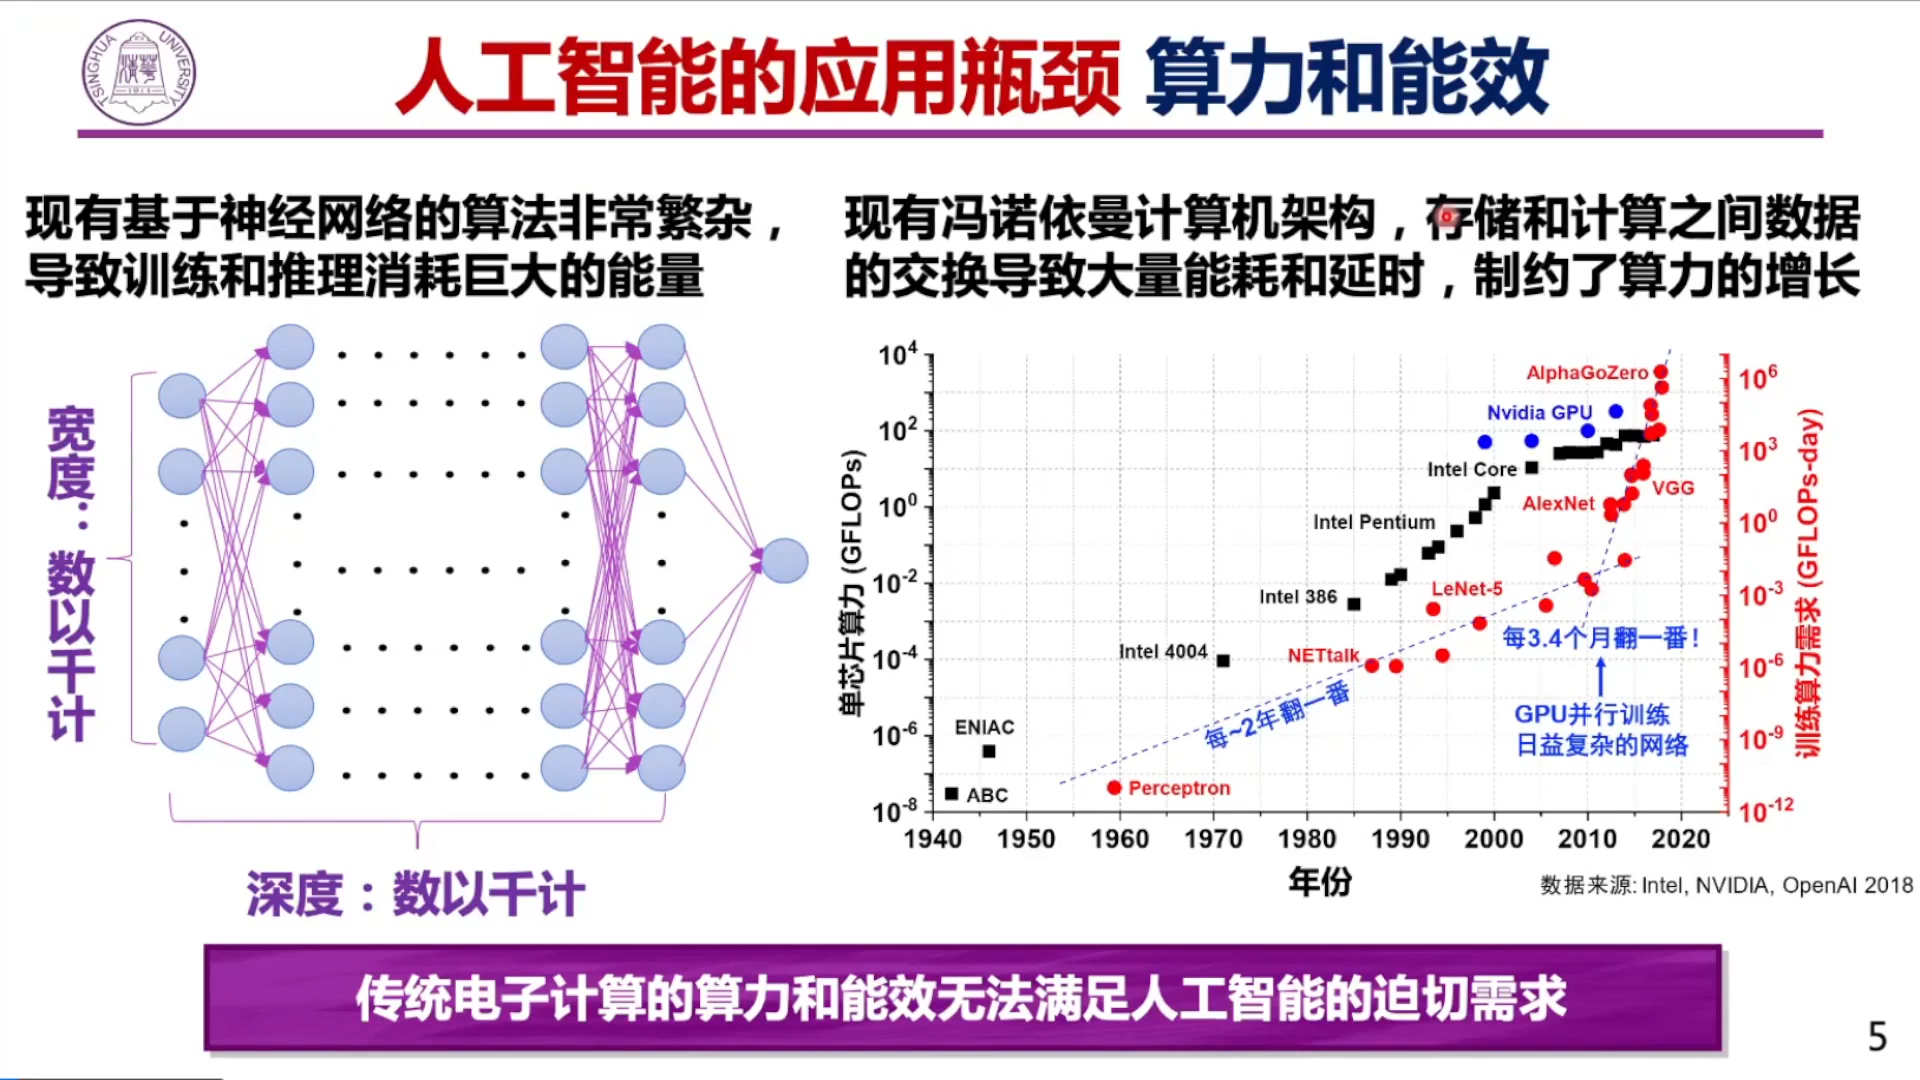 TSINGHUA UNIVERSITY
人工智能的应用瓶颈 算力和能效
现有基于神经网络的算法非常繁杂，
导致训练和推理消耗巨大的能量
宽度：数以千计
深度：数以千计
现有冯诺依曼计算机架构，存储和计算之间数据
的交换导致大量能耗和延时，制约了算力的增长
单芯片算力 (GFLOPs)
10^4
10^2
10^0
10^-2
10^-4
10^-6
10^-8
AlphaGoZero
Nvidia GPU
Intel Core
VGG
AlexNet
Intel Pentium
LeNet-5
Intel 386
每3.4个月翻一番！
Intel 4004
NETtalk
每~2年翻一番
GPU并行训练
日益复杂的网络
ENIAC
Perceptron
ABC
10^6
10^3
10^0
10^-3
10^-6
10^-9
10^-12
训练算力需求 (GFLOPs-day)
1940 1950 1960 1970 1980 1990 2000 2010 2020
年份
数据来源: Intel, NVIDIA, OpenAI 2018
传统电子计算的算力和能效无法满足人工智能的迫切需求
5